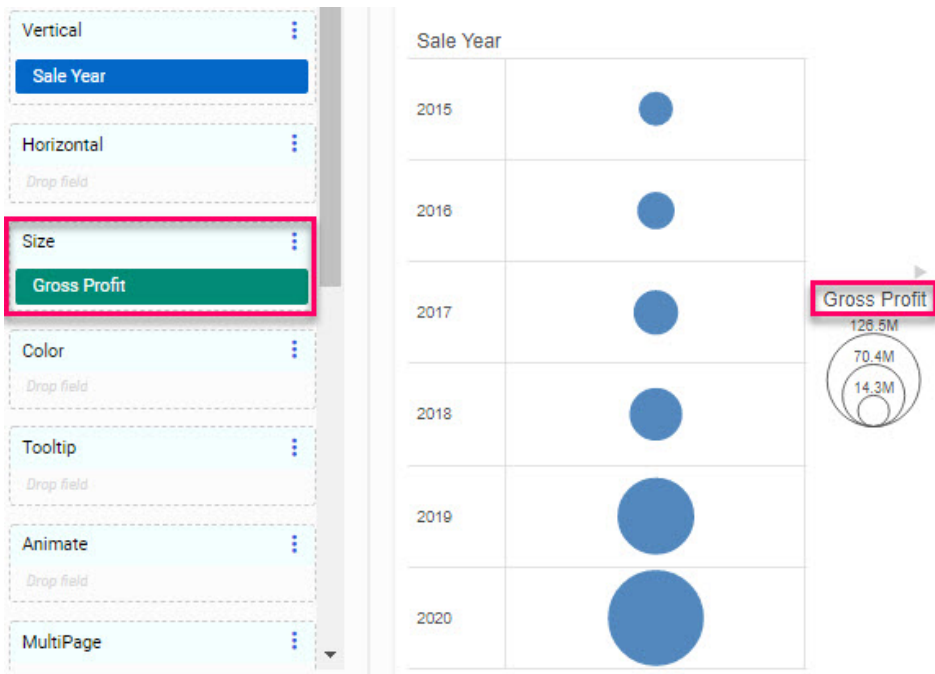 Vertical
Sale Year
Horizontal
Drop field
Size
Gross Profit
Color
Drop field
Tooltip
Drop field
Animate
Drop field
MultiPage
Sale Year
2015
2016
2017
2018
2019
2020
Gross Profit
126.5M
70.4M
14.3M